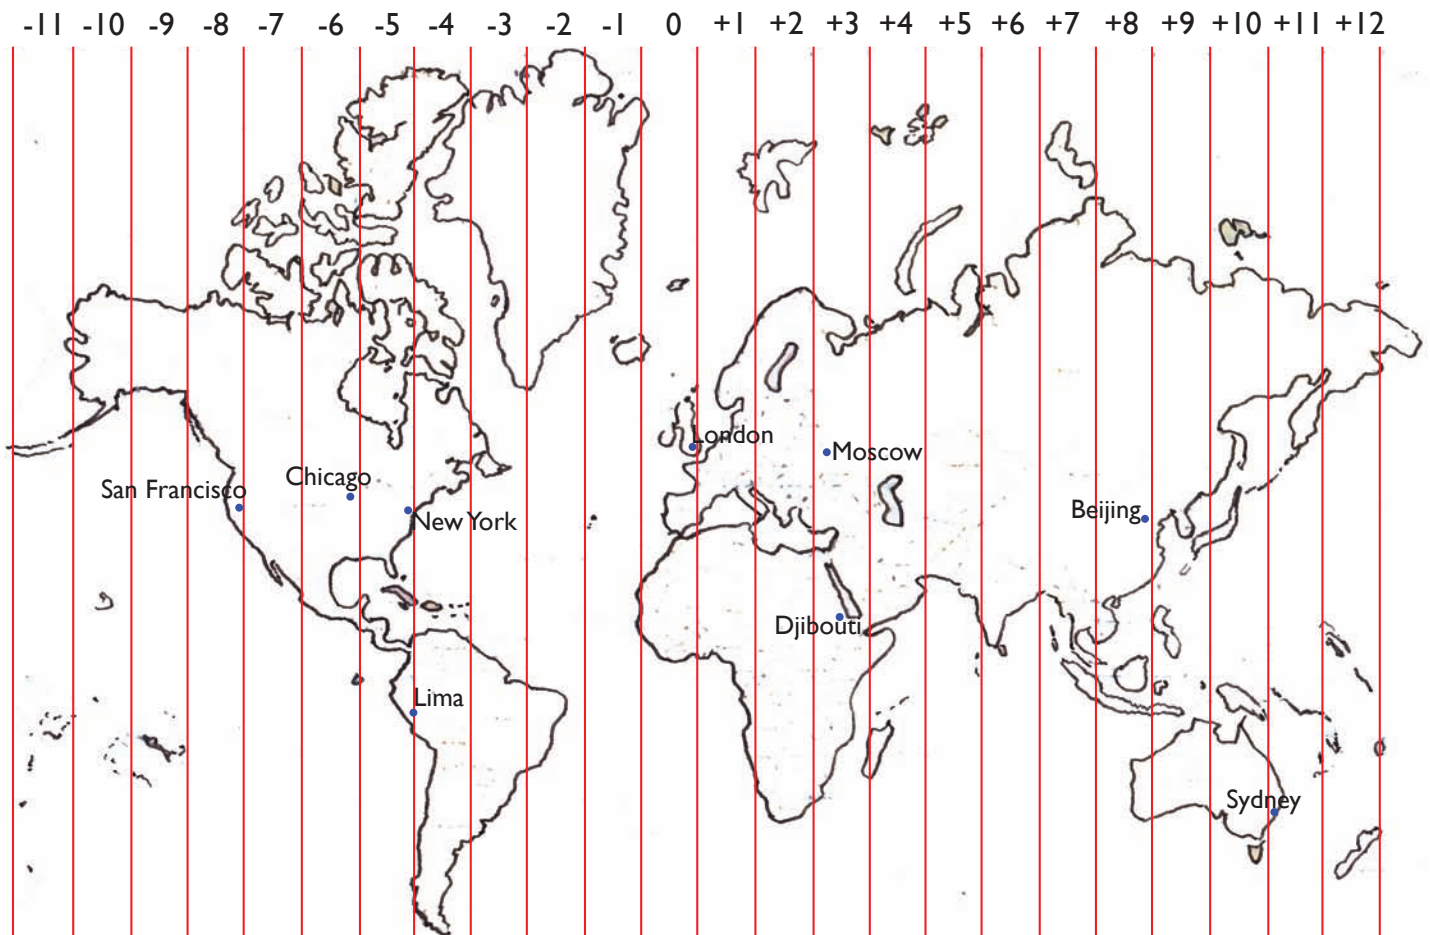 -11 -10 -9 -8 -7 -6 -5 -4 -3 -2 -1 0 +1 +2 +3 +4 +5 +6 +7 +8 +9 +10 +11 +12
London
Moscow
Chicago
San Francisco
Beijing
New York
Djibouti
Lima
Sydney